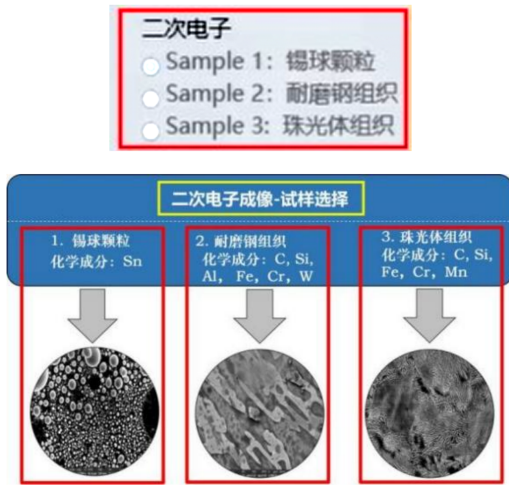 二次电子
Sample 1: 锡球颗粒
Sample 2: 耐磨钢组织
Sample 3: 珠光体组织
二次电子成像-试样选择
1. 锡球颗粒
化学成分: Sn
2. 耐磨钢组织
化学成分: C, Si,
Al, Fe, Cr, W
3. 珠光体组织
化学成分: C, Si,
Fe, Cr, Mn